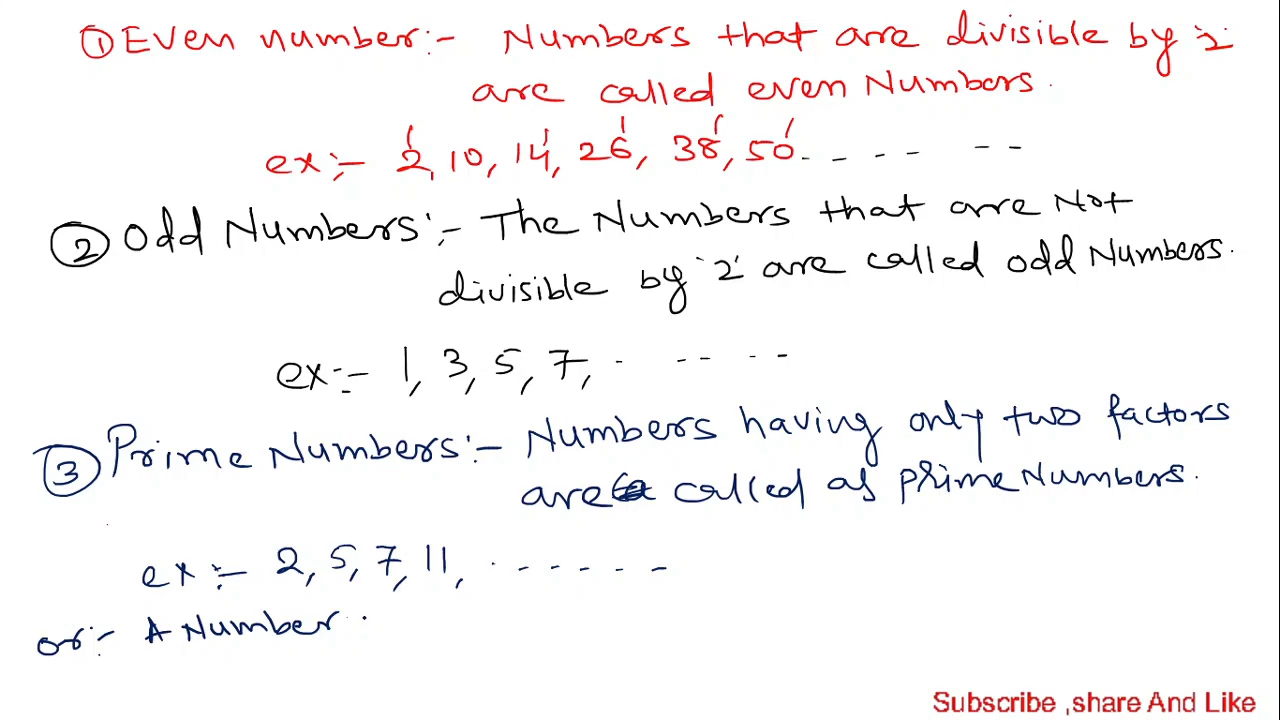 ① Even number:- Numbers that are divisible by '2'
are called even Numbers.
ex:- 2, 10, 14, 26, 38, 50. - - - - -
② Odd Numbers:- The Numbers that are Not
divisible by '2' are called odd Numbers.
ex:- 1, 3, 5, 7, - - - - -
③ Prime Numbers:- Numbers having only two factors
are called as prime Numbers.
ex:- 2, 5, 7, 11, - - - - - -
or:- A Number
Subscribe ,share And Like